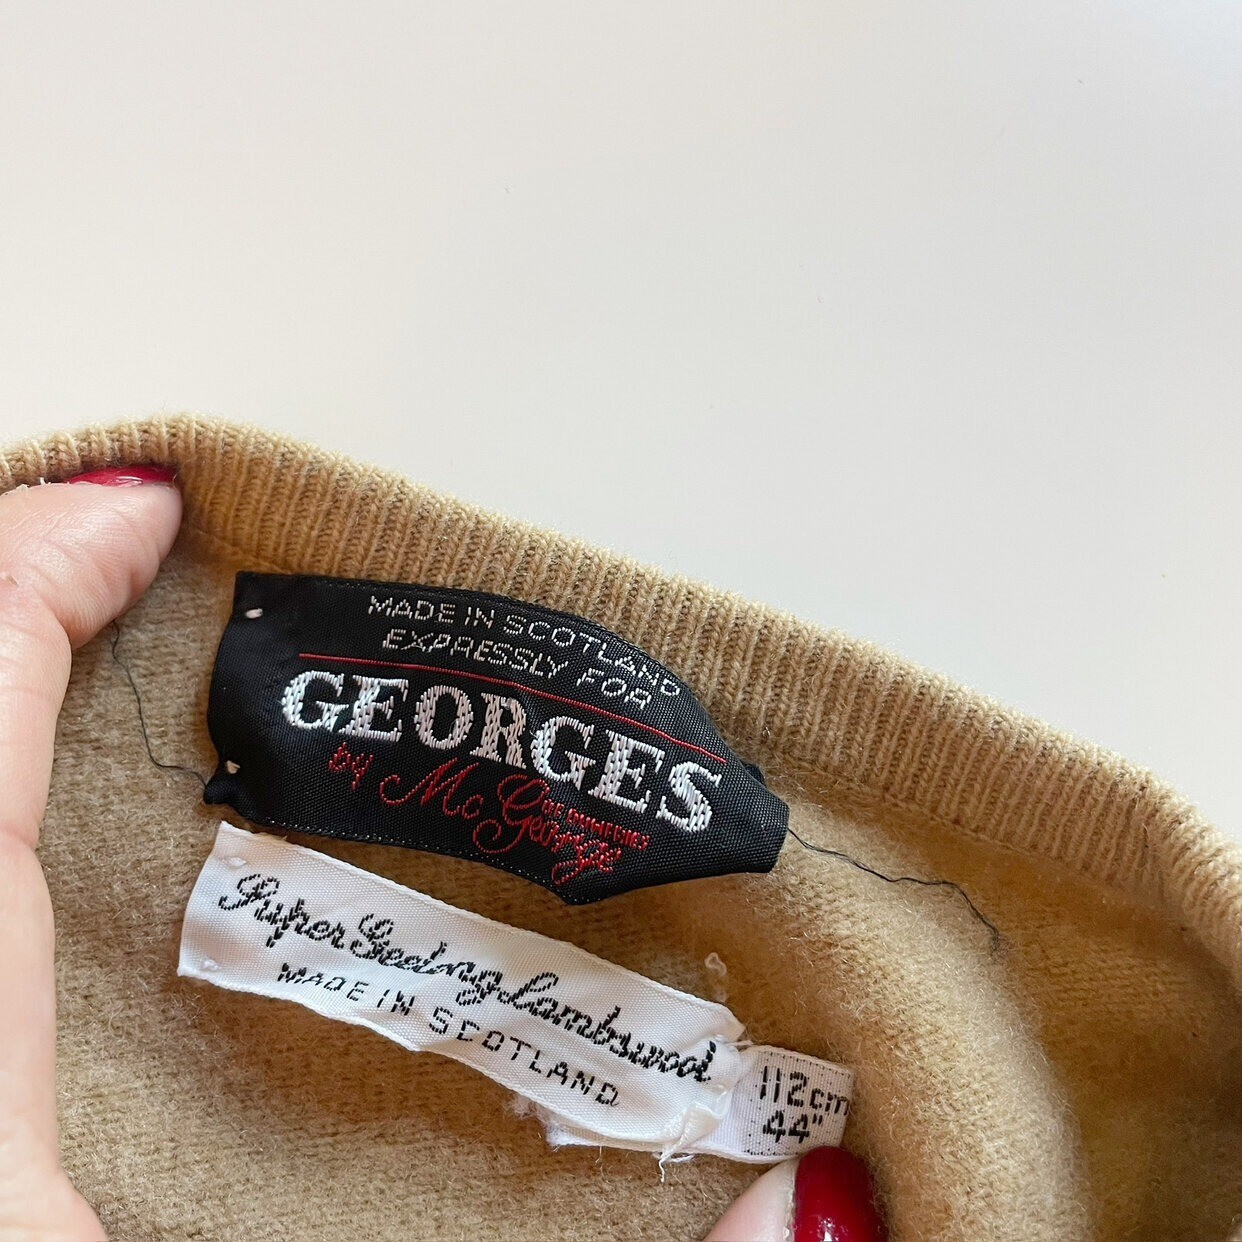 MADE IN SCOTLAND
EXPRESSLY FOR
GEORGES
by McGeorge
OF DUMFRIES
Super Geelong Lambswool
MADE IN SCOTLAND
112cm
44"